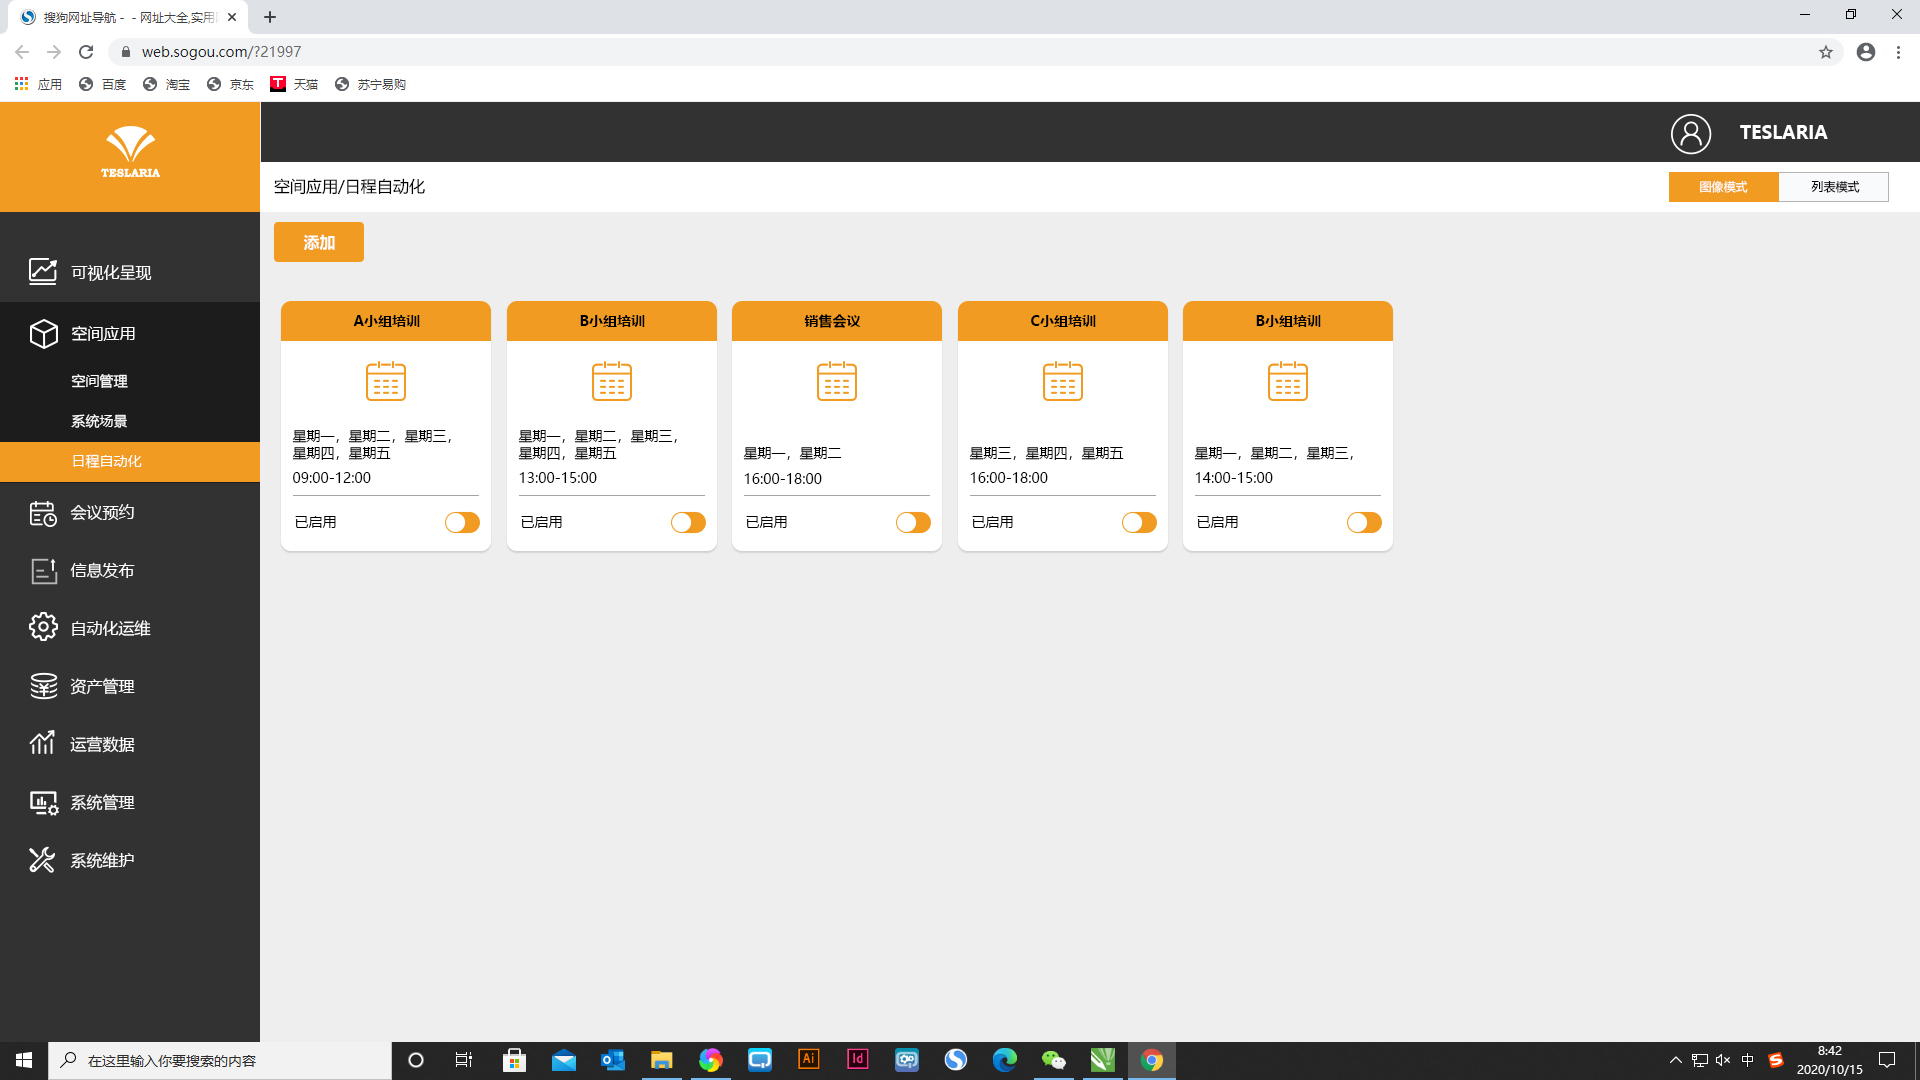 搜狗网址导航 - - 网址大全,实用
web.sogou.com/?21997
应用 百度 淘宝 京东 天猫 苏宁易购
TESLARIA
TESLARIA
空间应用/日程自动化
图像模式 列表模式
添加
可视化呈现
空间应用
空间管理
系统场景
日程自动化
会议预约
信息发布
自动化运维
资产管理
运营数据
系统管理
系统维护
A小组培训
星期一，星期二，星期三，
星期四，星期五
09:00-12:00
已启用
B小组培训
星期一，星期二，星期三，
星期四，星期五
13:00-15:00
已启用
销售会议
星期一，星期二
16:00-18:00
已启用
C小组培训
星期三，星期四，星期五
16:00-18:00
已启用
B小组培训
星期一，星期二，星期三，
14:00-15:00
已启用
在这里输入你要搜索的内容
Ai
Id
中
8:42
2020/10/15